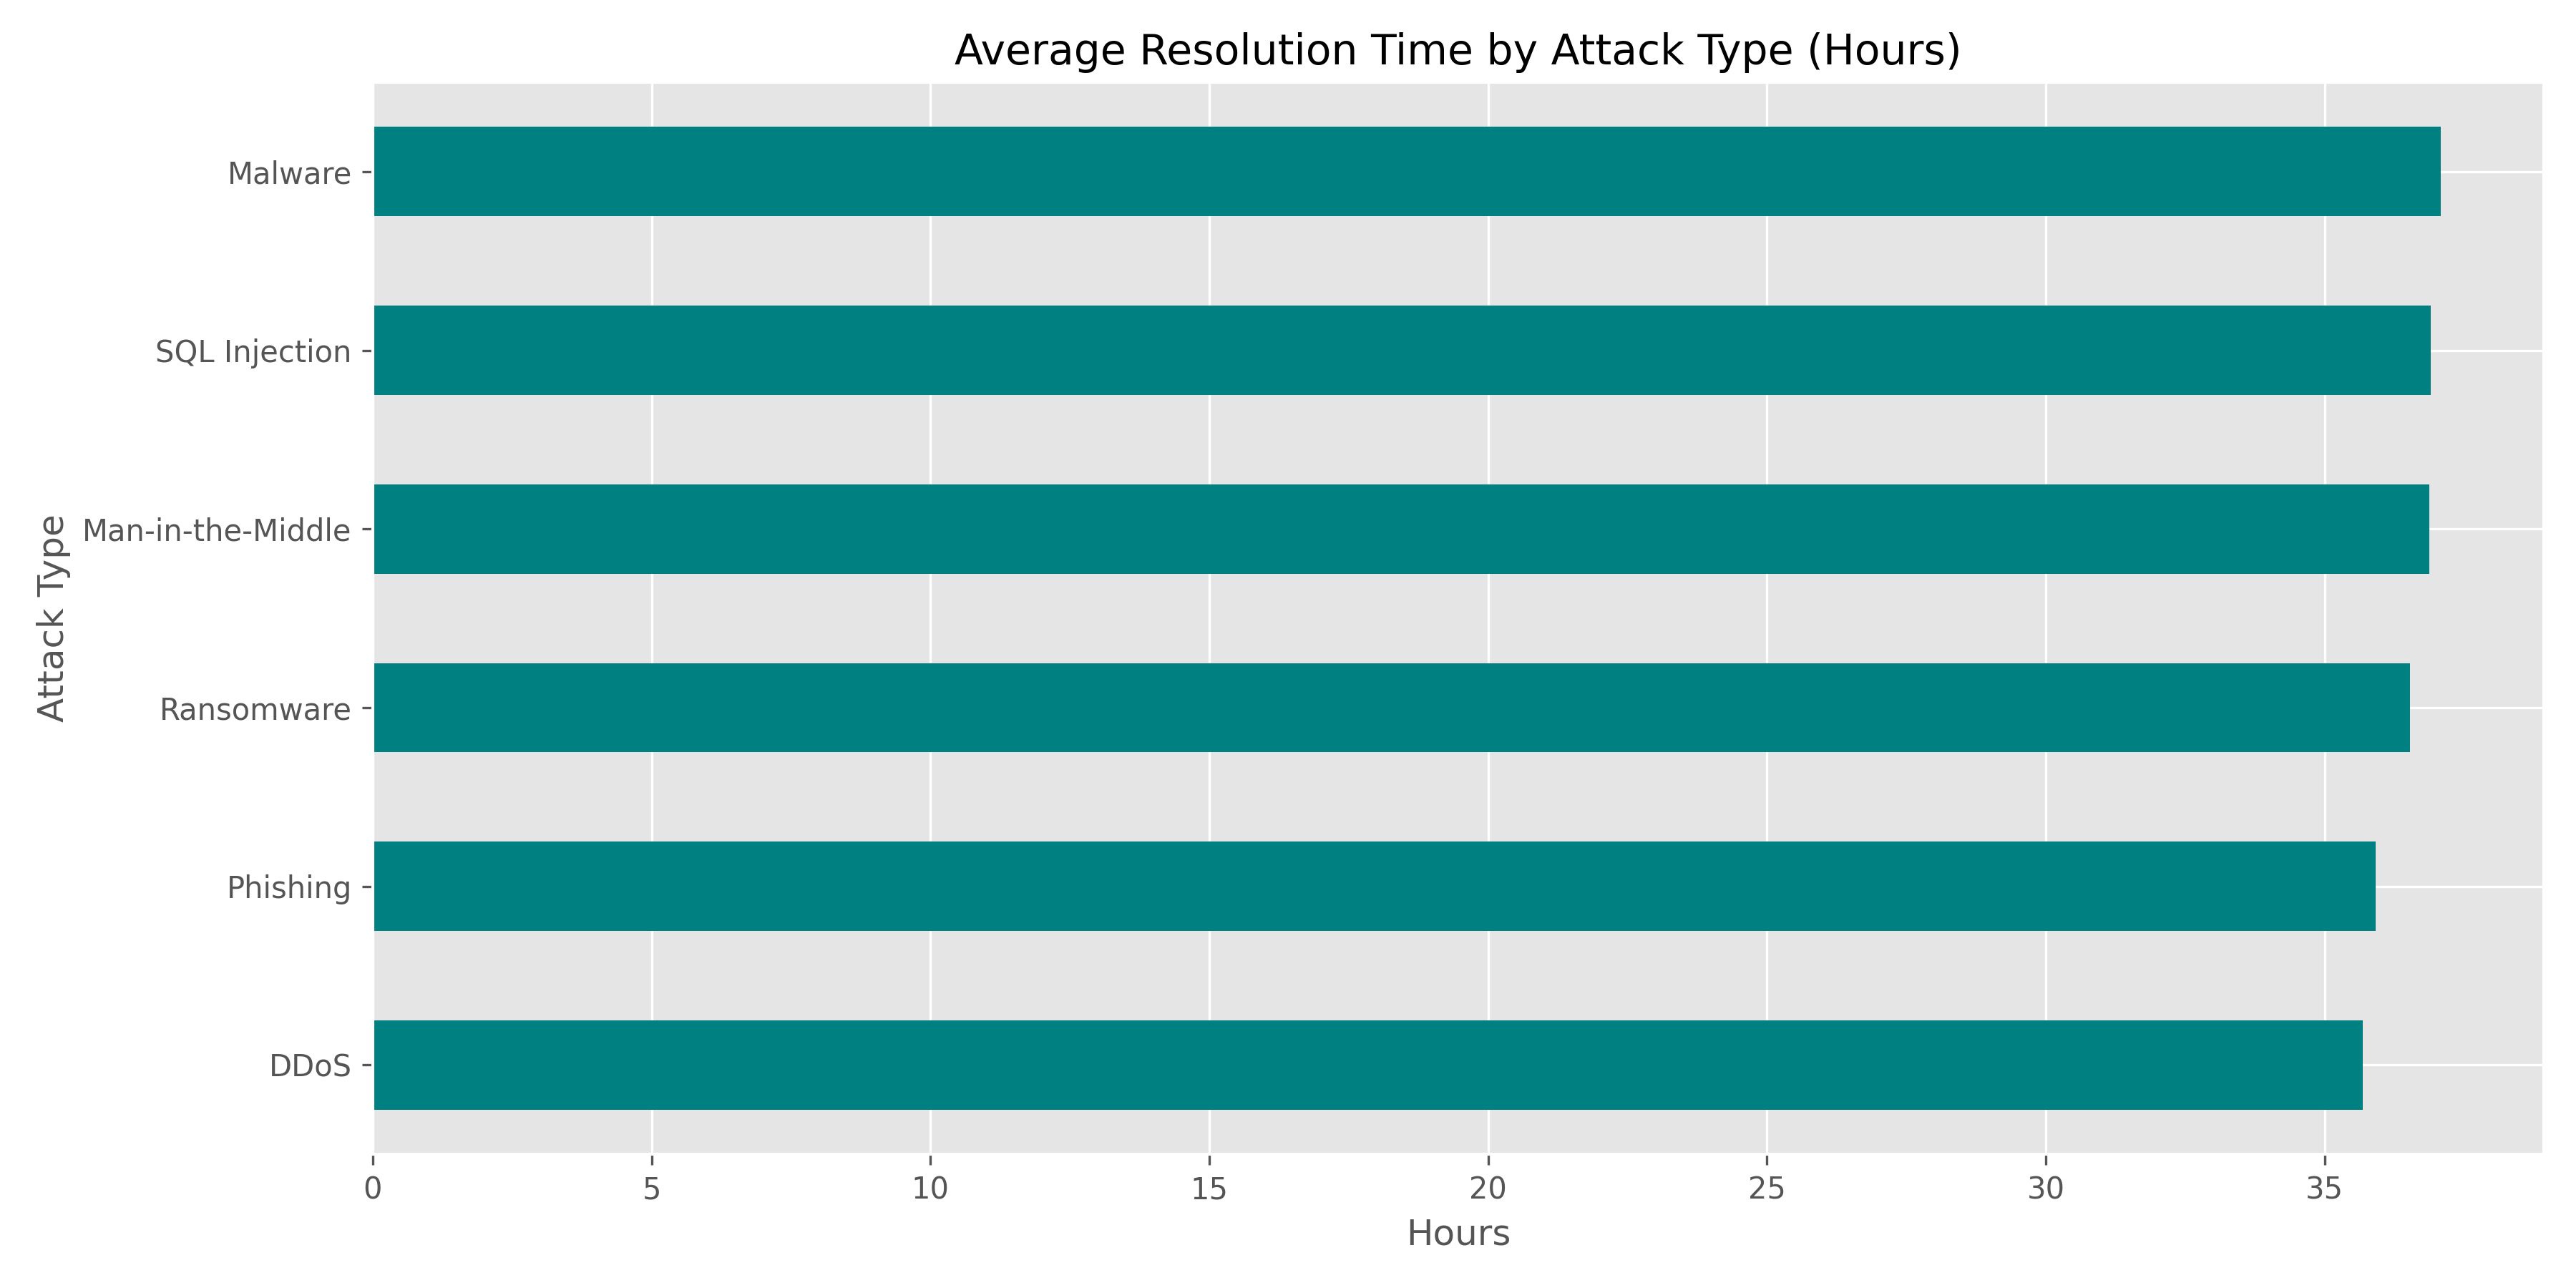 Average Resolution Time by Attack Type (Hours)
Attack Type
Malware
SQL Injection
Man-in-the-Middle
Ransomware
Phishing
DDoS
0 5 10 15 20 25 30 35
Hours